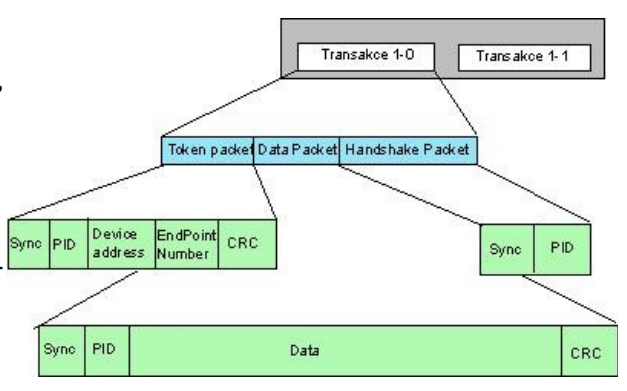 Transakce 1-0 Transakce 1-1
Token packet Data Packet Handshake Packet
Sync PID Device address EndPoint Number CRC
Sync PID
Sync PID Data CRC